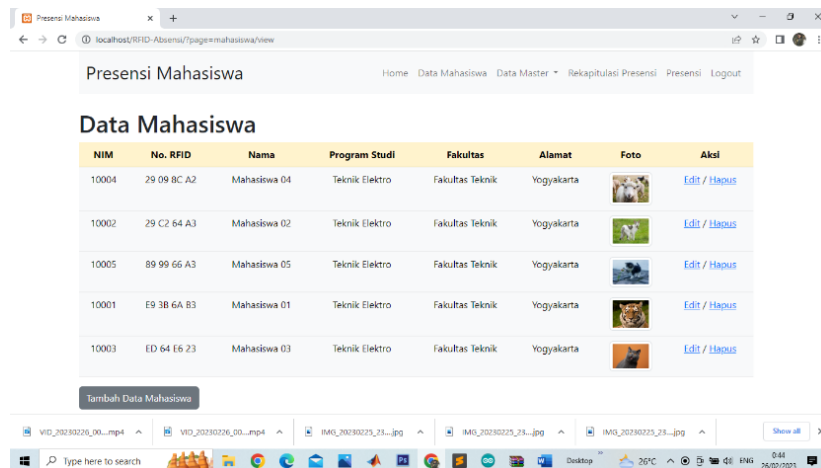 Presensi Mahasiswa
localhost/RFID-Absensi/?page=mahasiswa/view
Presensi Mahasiswa Home Data Mahasiswa Data Master Rekapitulasi Presensi Presensi Logout
Data Mahasiswa
NIM No. RFID Nama Program Studi Fakultas Alamat Foto Aksi
10004 29 09 8C A2 Mahasiswa 04 Teknik Elektro Fakultas Teknik Yogyakarta Edit / Hapus
10002 29 C2 64 A3 Mahasiswa 02 Teknik Elektro Fakultas Teknik Yogyakarta Edit / Hapus
10005 89 99 66 A3 Mahasiswa 05 Teknik Elektro Fakultas Teknik Yogyakarta Edit / Hapus
10001 E9 3B 6A B3 Mahasiswa 01 Teknik Elektro Fakultas Teknik Yogyakarta Edit / Hapus
10003 ED 64 E6 23 Mahasiswa 03 Teknik Elektro Fakultas Teknik Yogyakarta Edit / Hapus
Tambah Data Mahasiswa
VID_20230226_00....mp4 VID_20230226_00....mp4 IMG_20230225_23....jpg IMG_20230225_23....jpg IMG_20230225_23....jpg Show all
Type here to search Ps Desktop 26°C ENG 0:44
26/02/2023